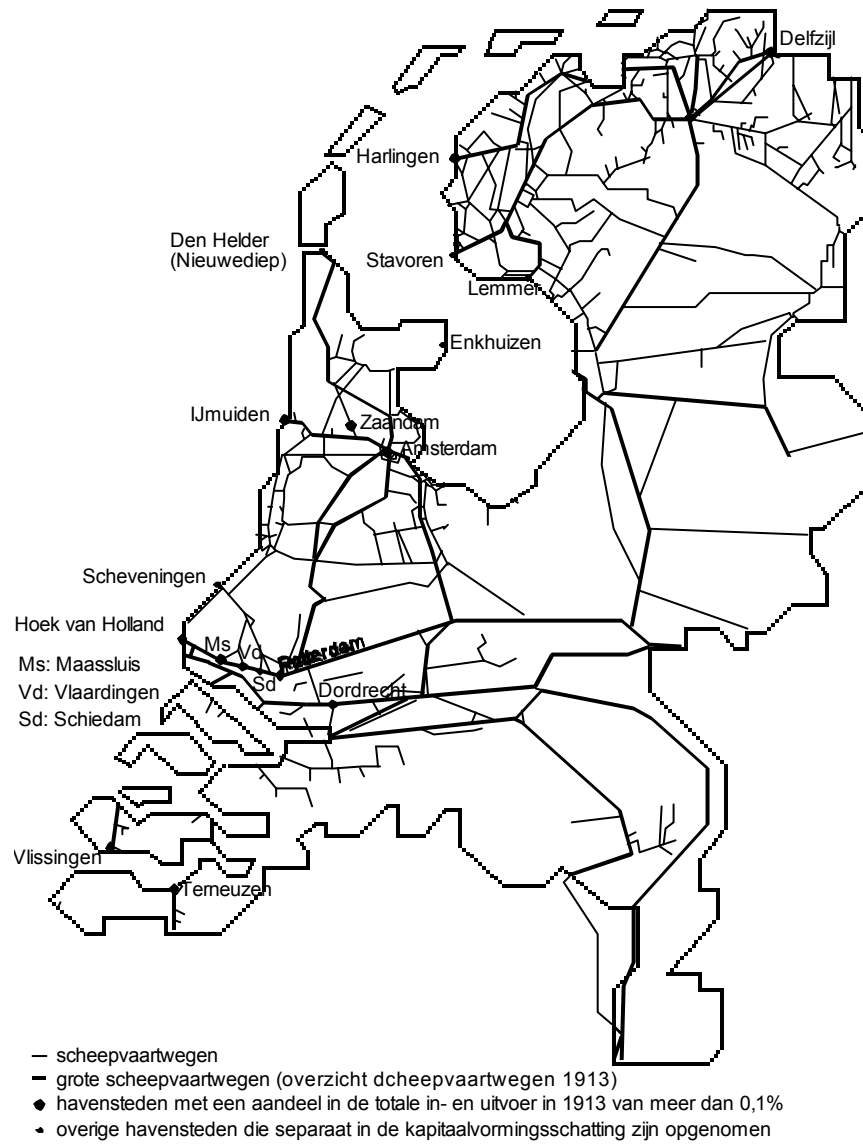 Delfzijl
Harlingen
Den Helder
(Nieuwediep)
Stavoren
Lemmer
Enkhuizen
IJmuiden
Zaandam
Amsterdam
Scheveningen
Hoek van Holland
Ms
Vd
Rotterdam
Ms: Maassluis
Sd
Vd: Vlaardingen
Dordrecht
Sd: Schiedam
Vlissingen
Terneuzen
scheepvaartwegen
grote scheepvaartwegen (overzicht dcheepvaartwegen 1913)
havensteden met een aandeel in de totale in- en uitvoer in 1913 van meer dan 0,1%
overige havensteden die separaat in de kapitaalvormingsschatting zijn opgenomen